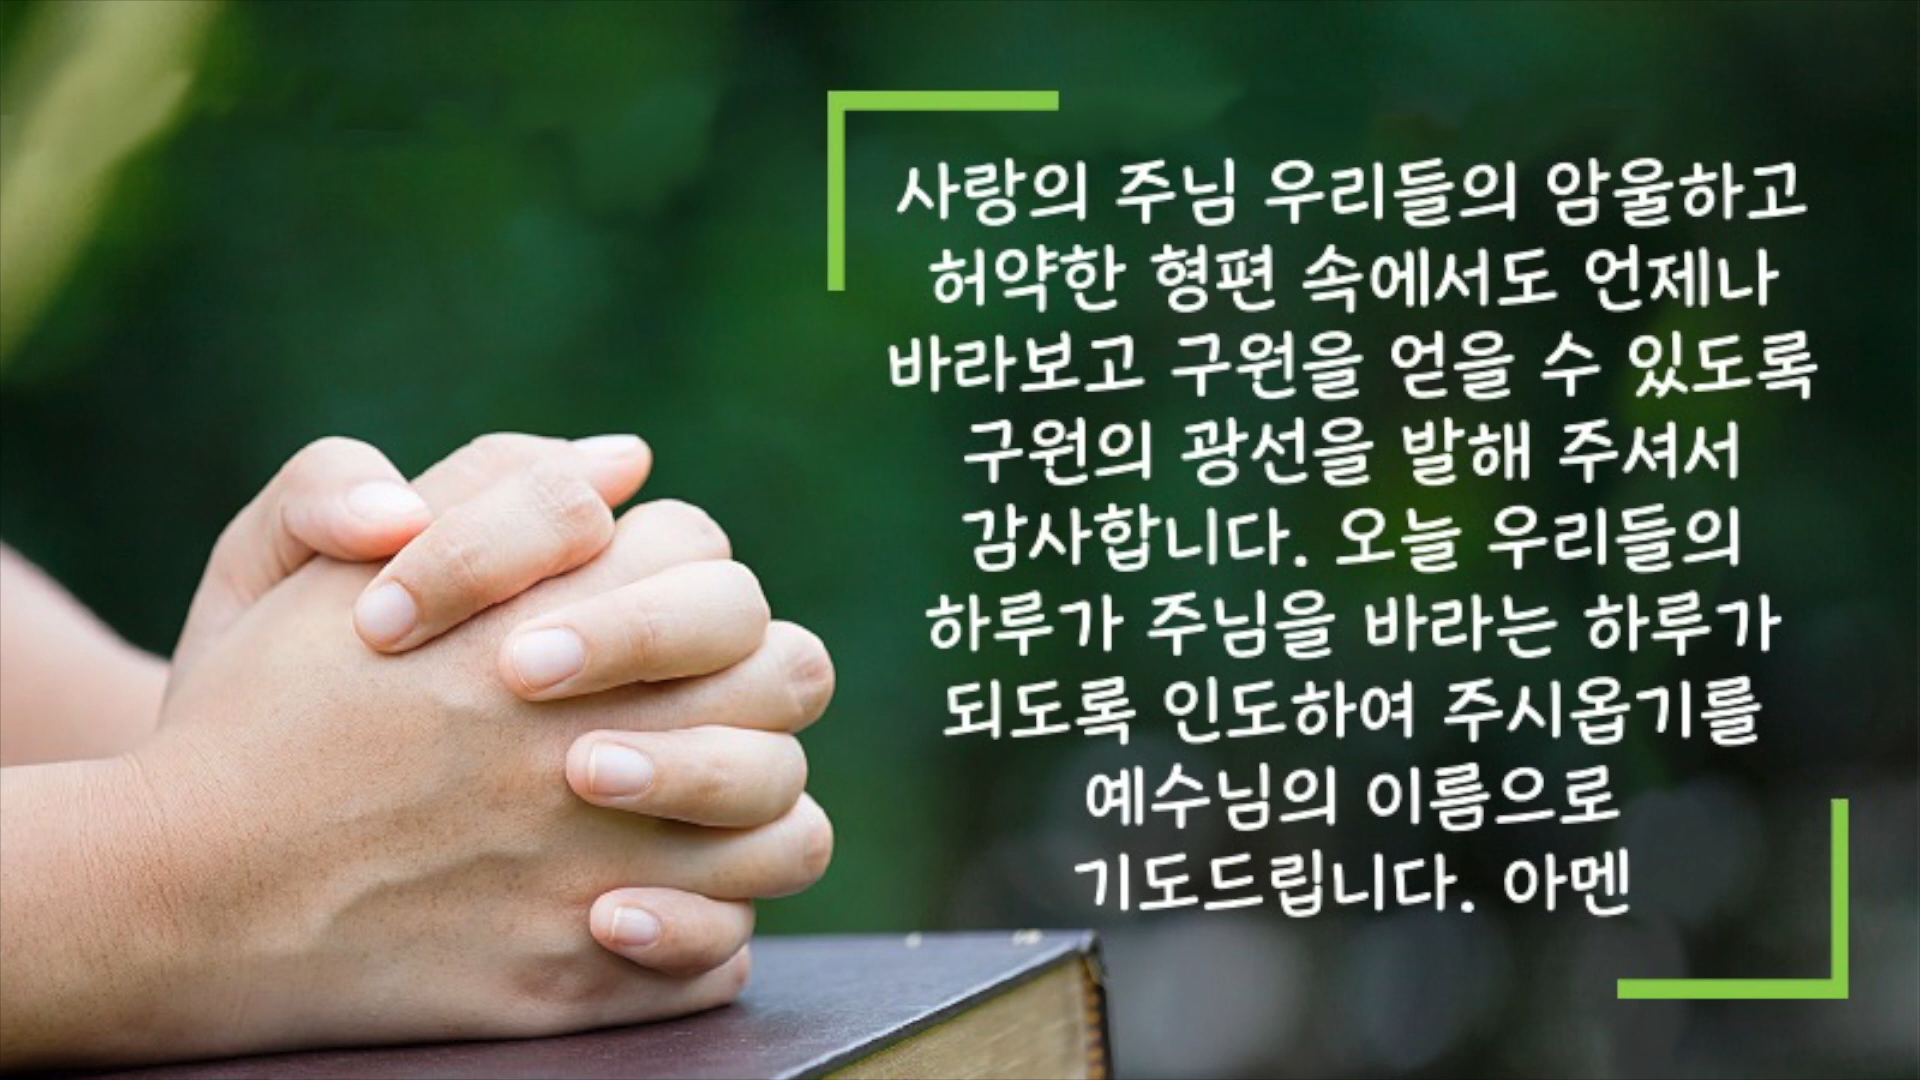 사랑의 주님 우리들의 암울하고
허약한 형편 속에서도 언제나
바라보고 구원을 얻을 수 있도록
구원의 광선을 발해 주셔서
감사합니다. 오늘 우리들의
하루가 주님을 바라는 하루가
되도록 인도하여 주시옵기를
예수님의 이름으로
기도드립니다. 아멘